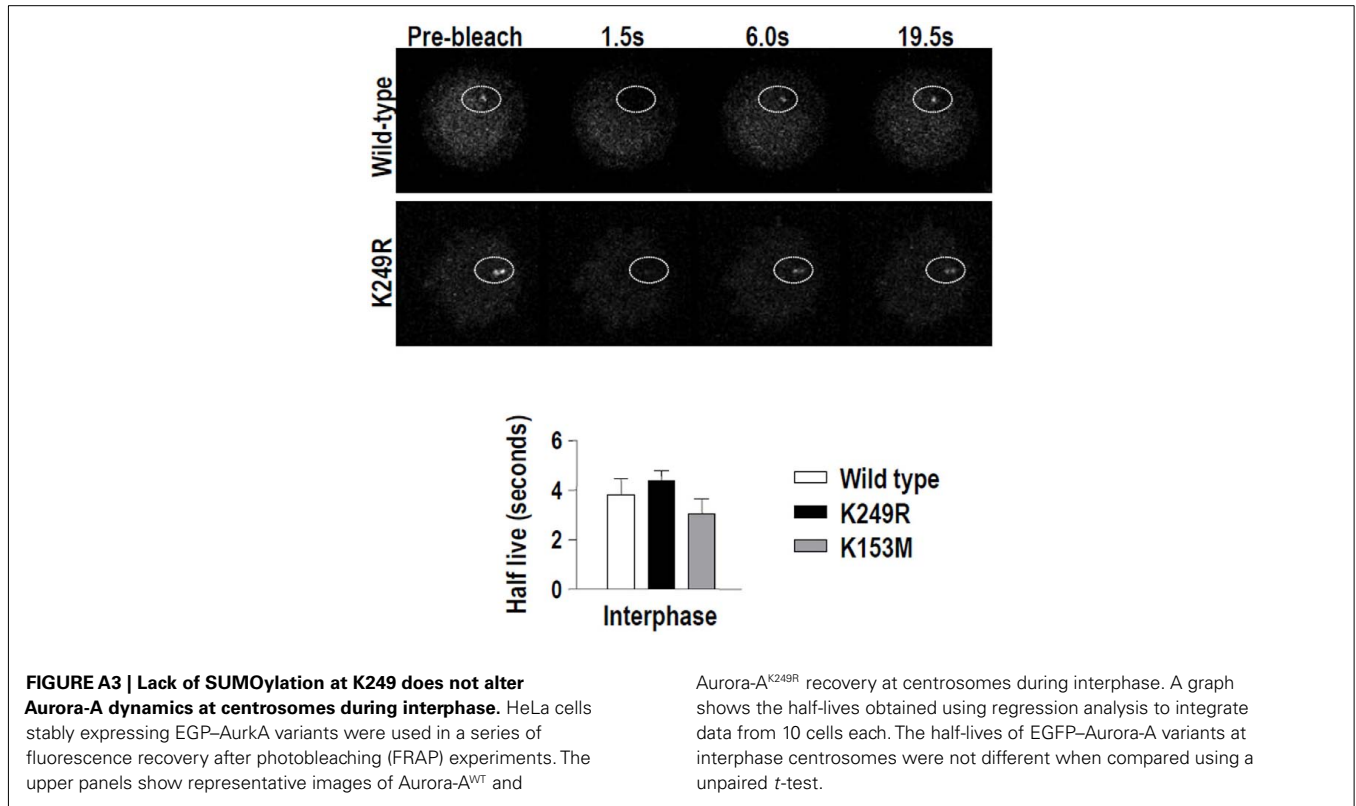 Pre-bleach 1.5s 6.0s 19.5s
Wild-type
K249R
Half live (seconds)
6
4
2
0
Interphase
Wild type
K249R
K153M
FIGURE A3 | Lack of SUMOylation at K249 does not alter
Aurora-A dynamics at centrosomes during interphase. HeLa cells
stably expressing EGP–AurkA variants were used in a series of
fluorescence recovery after photobleaching (FRAP) experiments. The
upper panels show representative images of Aurora-A^WT and
Aurora-A^K249R recovery at centrosomes during interphase. A graph
shows the half-lives obtained using regression analysis to integrate
data from 10 cells each. The half-lives of EGFP–Aurora-A variants at
interphase centrosomes were not different when compared using a
unpaired t-test.